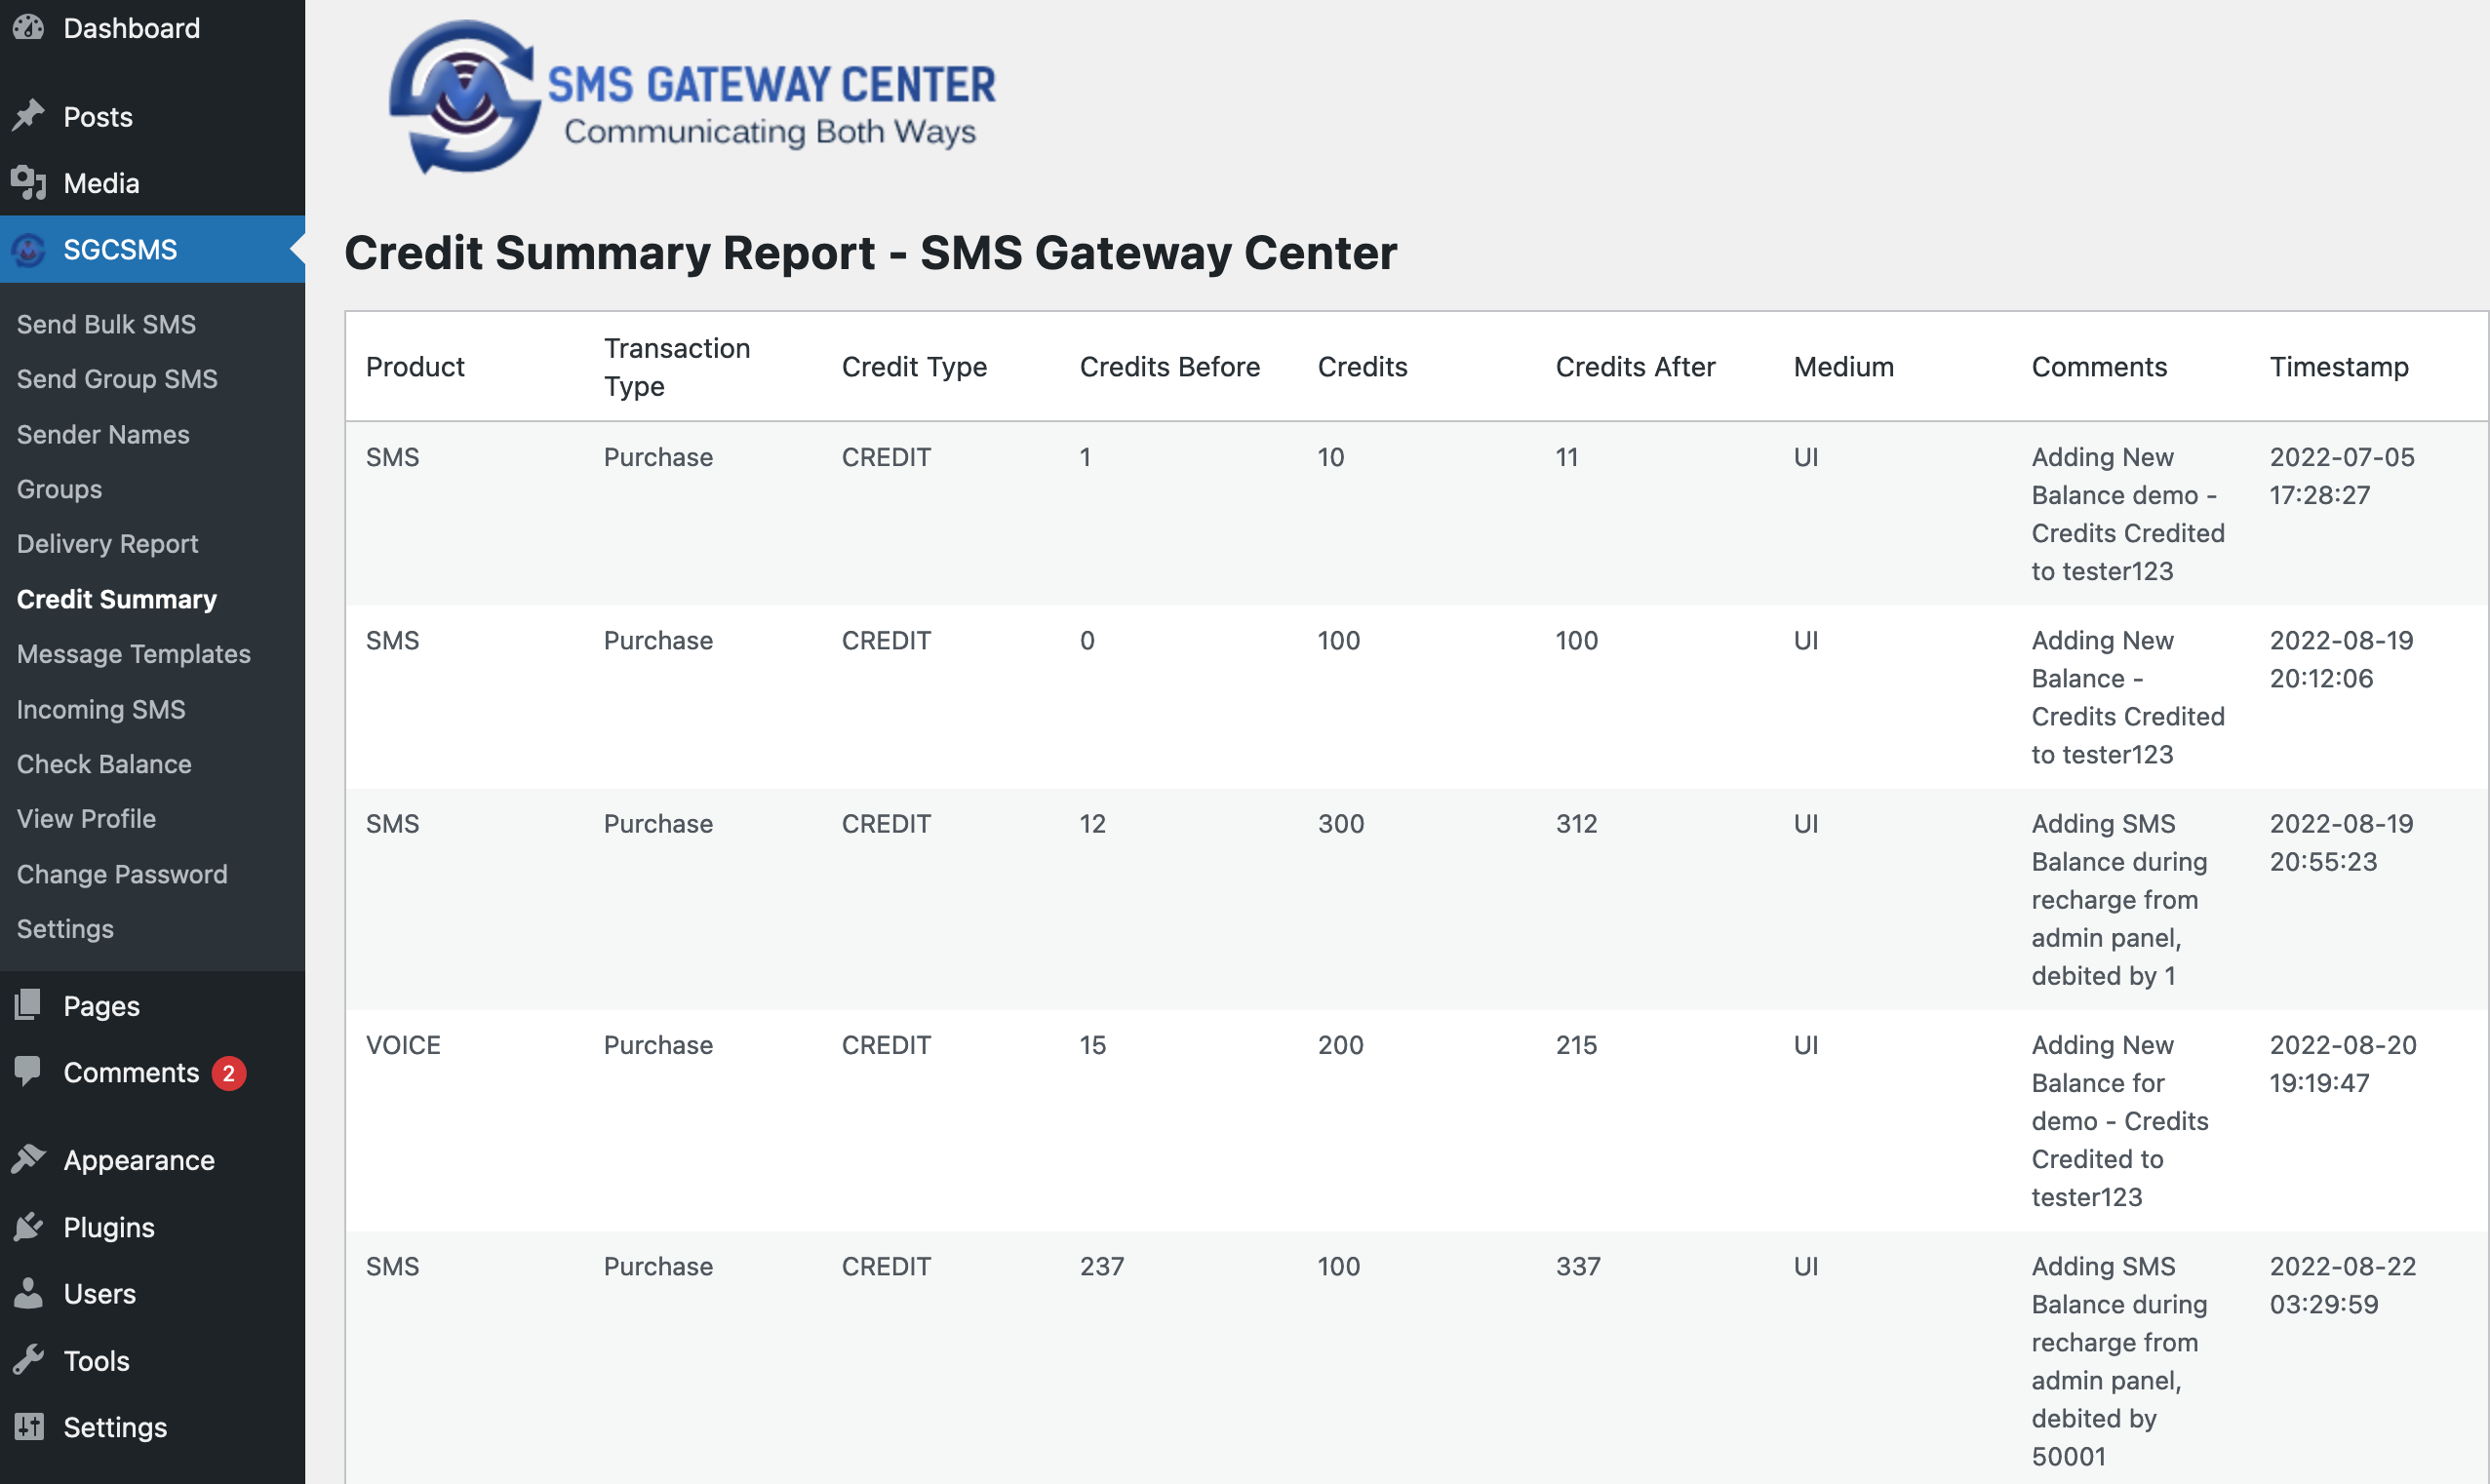 Dashboard
Posts
Media
SGCSMS
Send Bulk SMS
Send Group SMS
Sender Names
Groups
Delivery Report
Credit Summary
Message Templates
Incoming SMS
Check Balance
View Profile
Change Password
Settings
Pages
Comments 2
Appearance
Plugins
Users
Tools
Settings
SMS GATEWAY CENTER
Communicating Both Ways
Credit Summary Report - SMS Gateway Center
Product Transaction Type Credit Type Credits Before Credits Credits After Medium Comments Timestamp
SMS Purchase CREDIT 1 10 11 UI Adding New 2022-07-05
Balance demo - 17:28:27
Credits Credited
to tester123
SMS Purchase CREDIT 0 100 100 UI Adding New 2022-08-19
Balance - 20:12:06
Credits Credited
to tester123
SMS Purchase CREDIT 12 300 312 UI Adding SMS 2022-08-19
Balance during 20:55:23
recharge from
admin panel,
debited by 1
VOICE Purchase CREDIT 15 200 215 UI Adding New 2022-08-20
Balance for 19:19:47
demo - Credits
Credited to
tester123
SMS Purchase CREDIT 237 100 337 UI Adding SMS 2022-08-22
Balance during 03:29:59
recharge from
admin panel,
debited by
50001